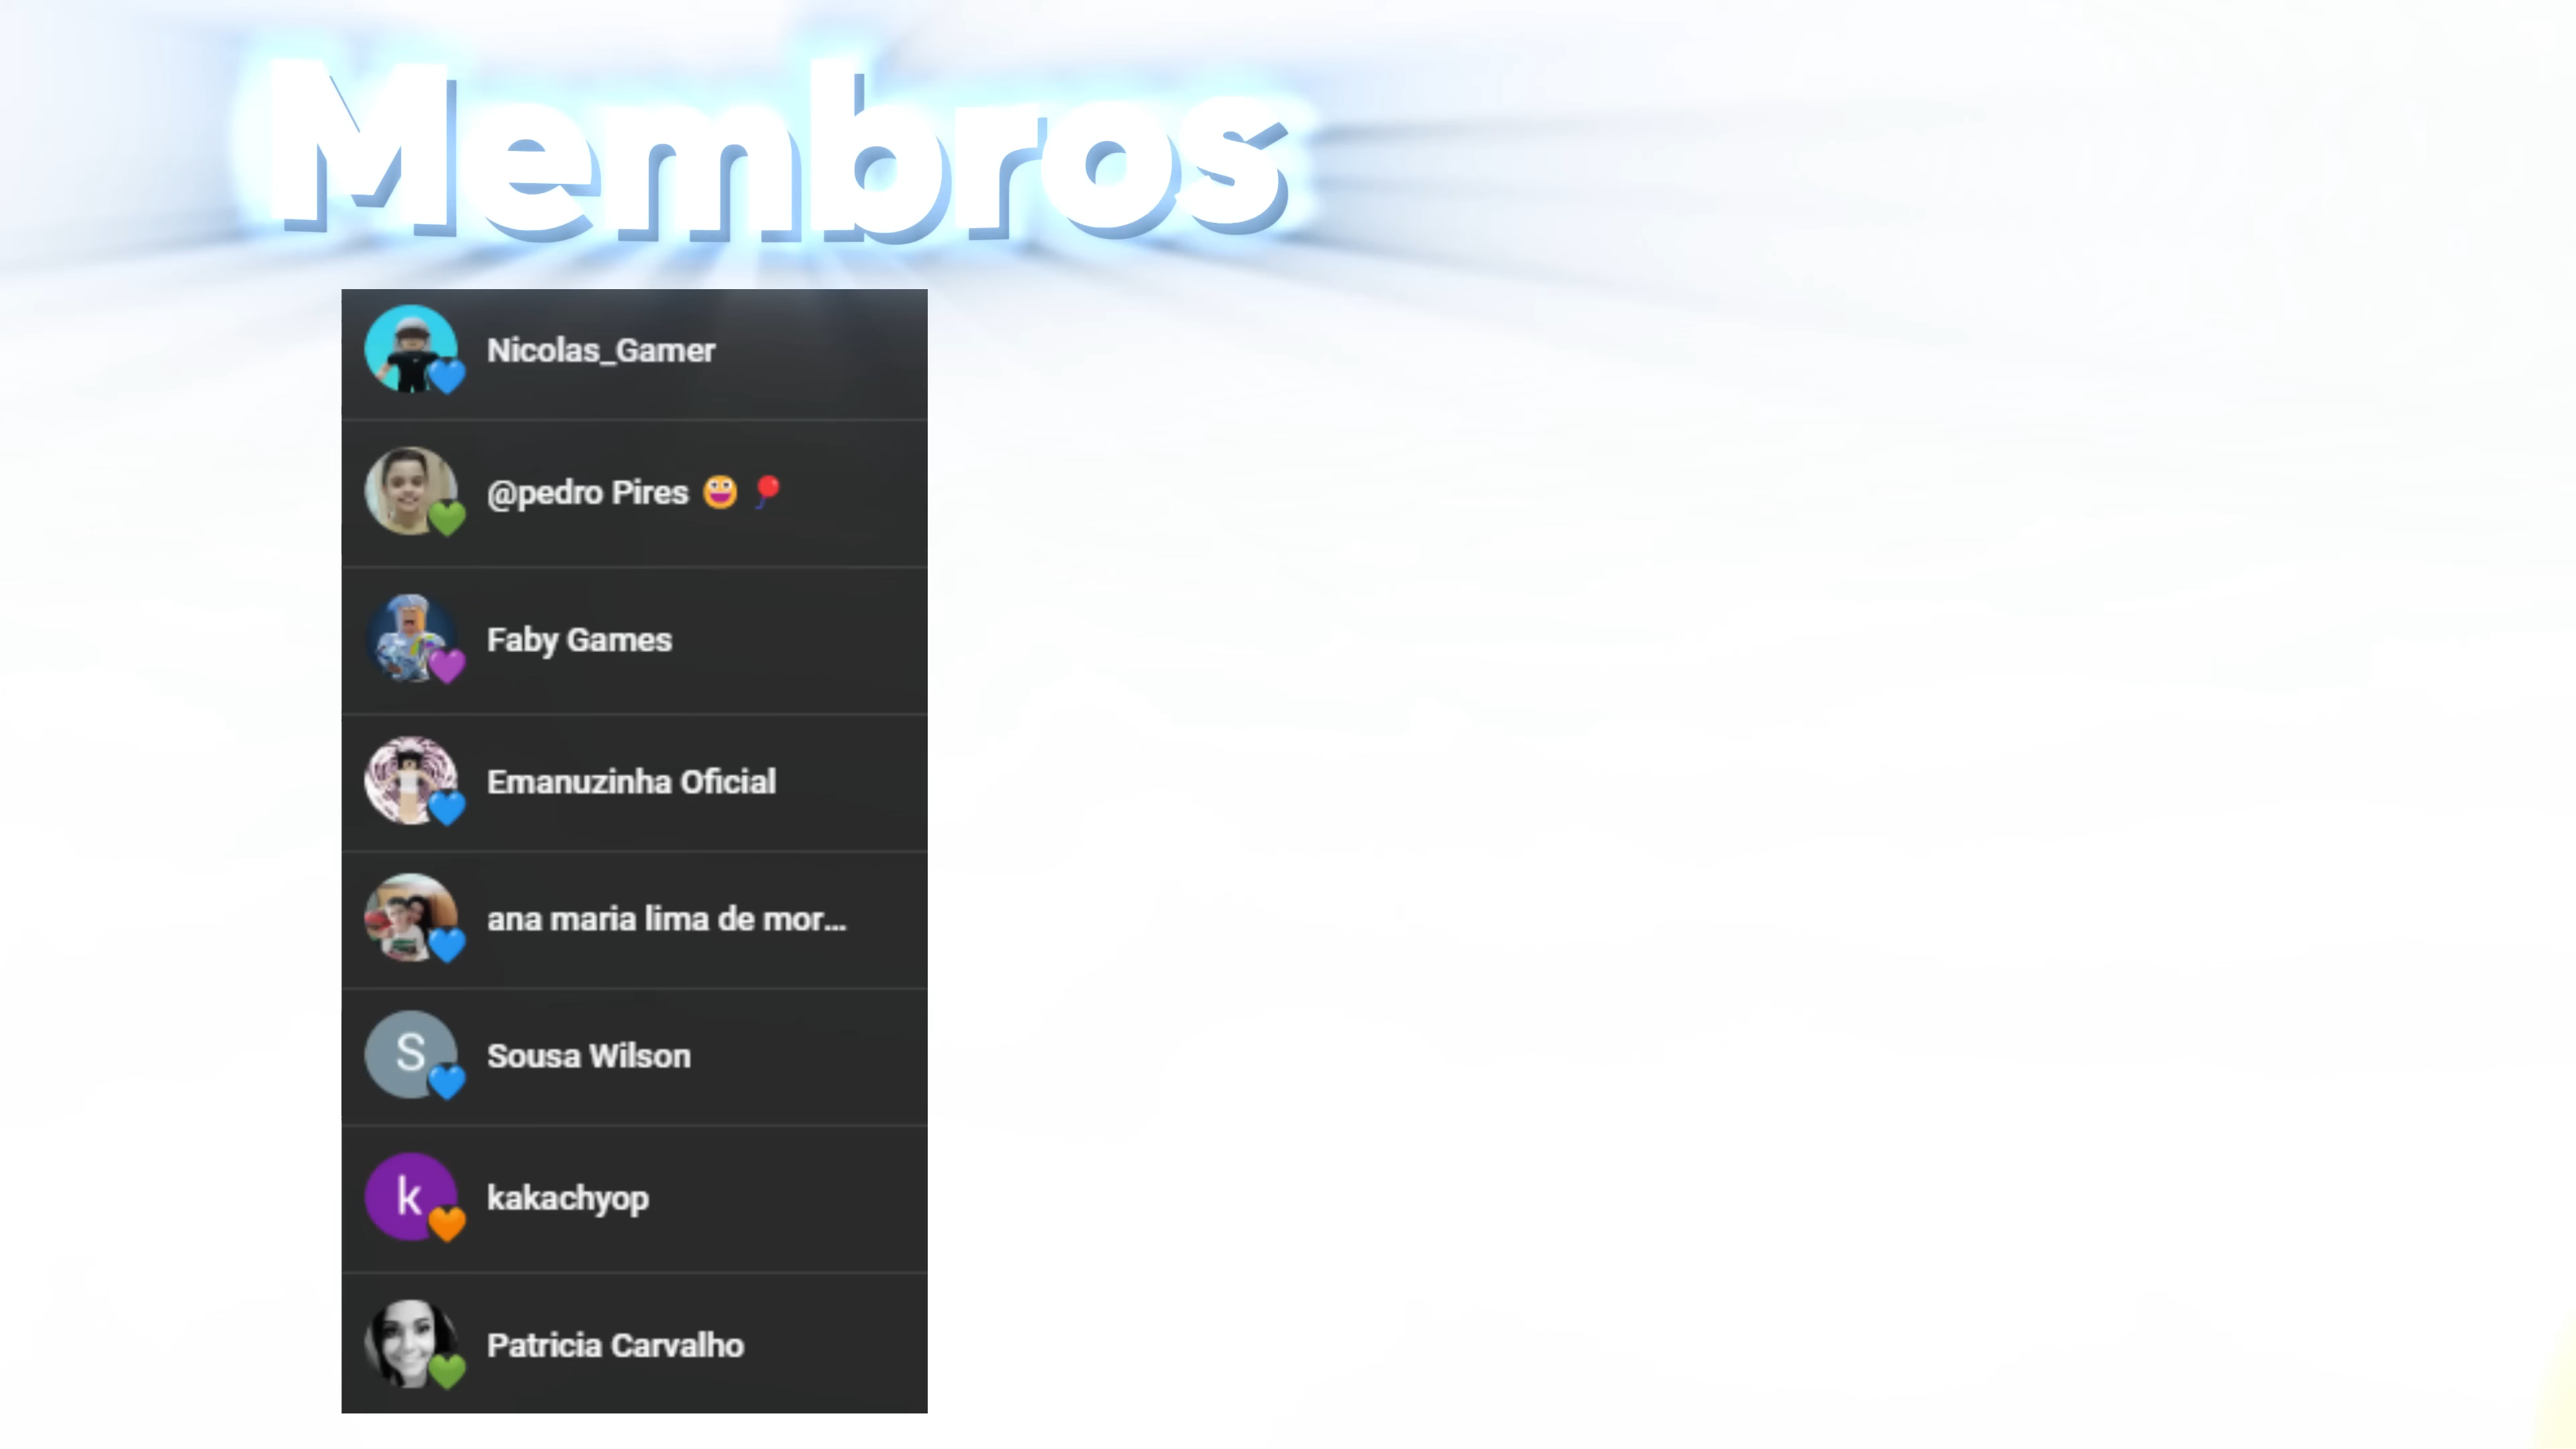 Membros
Nicolas_Gamer
@pedro Pires 😀 🎈
Faby Games
Emanuzinha Oficial
ana maria lima de mor...
S
Sousa Wilson
k
kakachyop
Patricia Carvalho